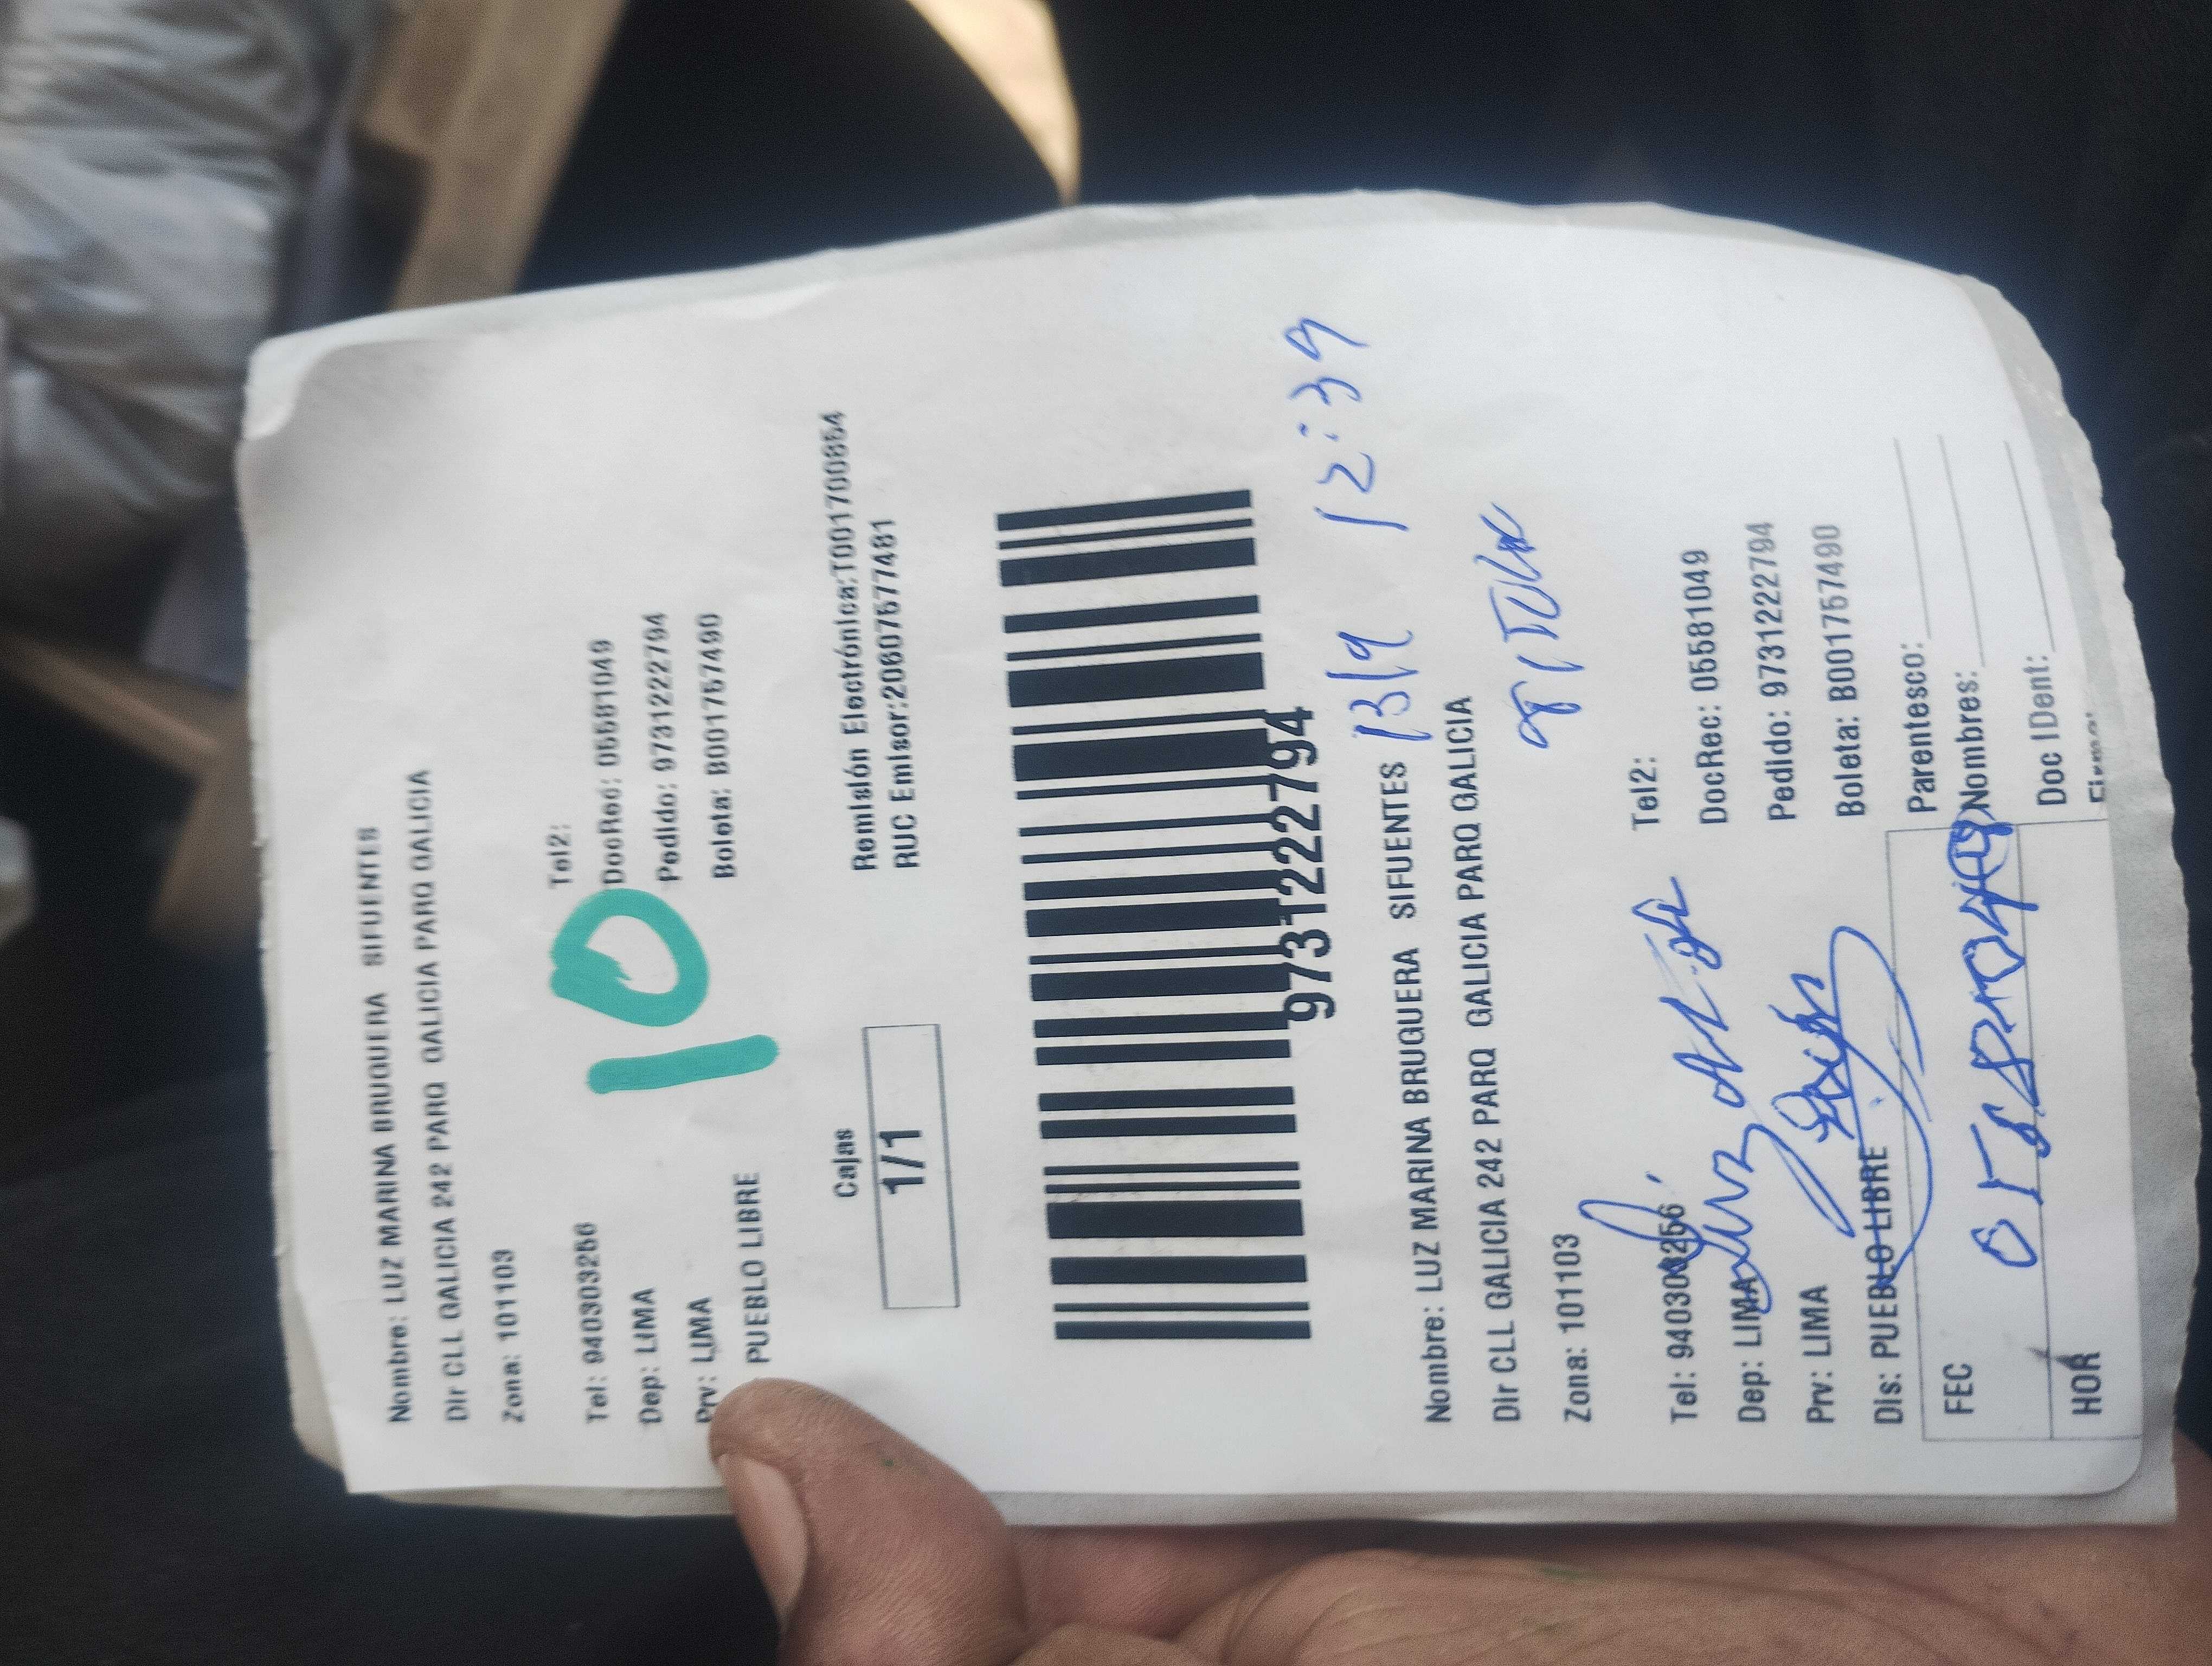 Nombre: LUZ MARINA BRUGUERA SIFUENTES
Dir CLL GALICIA 242 PARQ GALICIA PARQ GALICIA
Zona: 101103
Tel: 940303256 Tel2:
Dep: LIMA DocRec: 05581049
Prv: LIMA Pedido: 97312222794
PUEBLO LIBRE Boleta: B001757490
10
Cajas
1/1
Remisión Electrónica:T001700854
RUC Emisor:20607577481
97312222794
13/9 12:39
Nombre: LUZ MARINA BRUGUERA SIFUENTES
Dir CLL GALICIA 242 PARQ GALICIA PARQ GALICIA
Zona: 101103
Tel: 940303256 Tel2:
Dep: LIMA DocRec: 05581049
Prv: LIMA Pedido: 97312222794
Dis: PUEBLO LIBRE Boleta: B001757490
FEC Parentesco:
Nombres:
HOR Doc IDent: